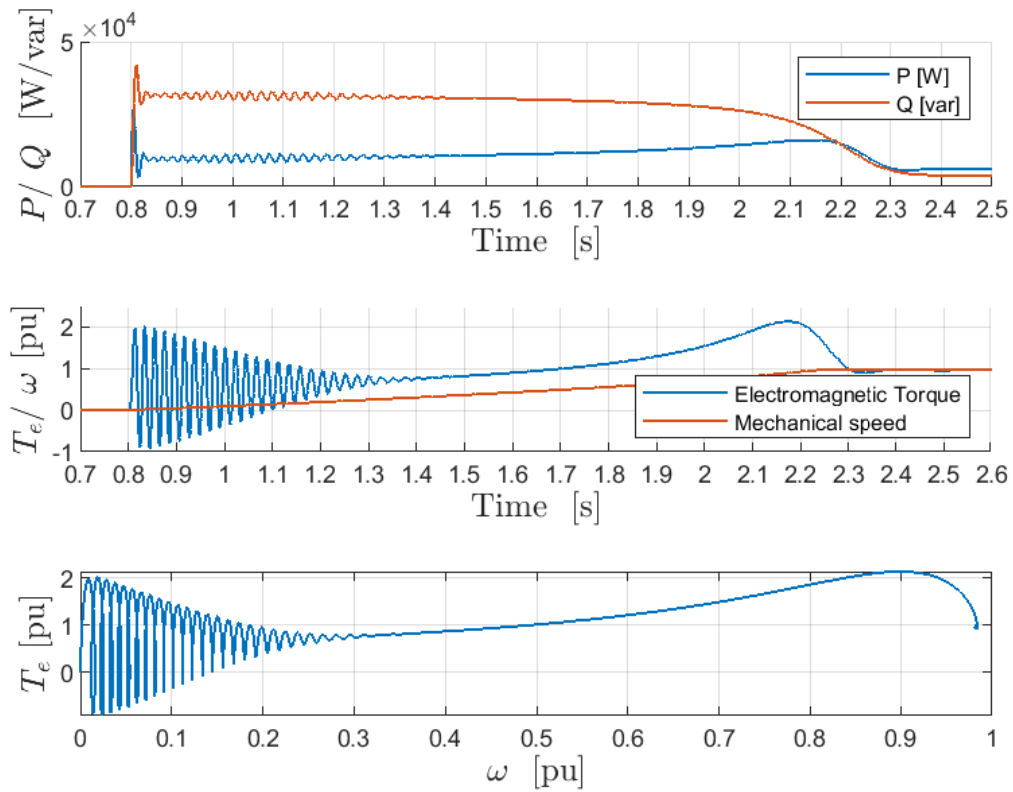 ×10⁴
5
0
P/ Q [W/var]
P [W]
Q [var]
0.7 0.8 0.9 1 1.1 1.2 1.3 1.4 1.5 1.6 1.7 1.8 1.9 2 2.1 2.2 2.3 2.4 2.5
Time [s]
2
1
0
-1
Tₑ/ ω [pu]
Electromagnetic Torque
Mechanical speed
0.7 0.8 0.9 1 1.1 1.2 1.3 1.4 1.5 1.6 1.7 1.8 1.9 2 2.1 2.2 2.3 2.4 2.5 2.6
Time [s]
2
1
0
Tₑ [pu]
0 0.1 0.2 0.3 0.4 0.5 0.6 0.7 0.8 0.9 1
ω [pu]